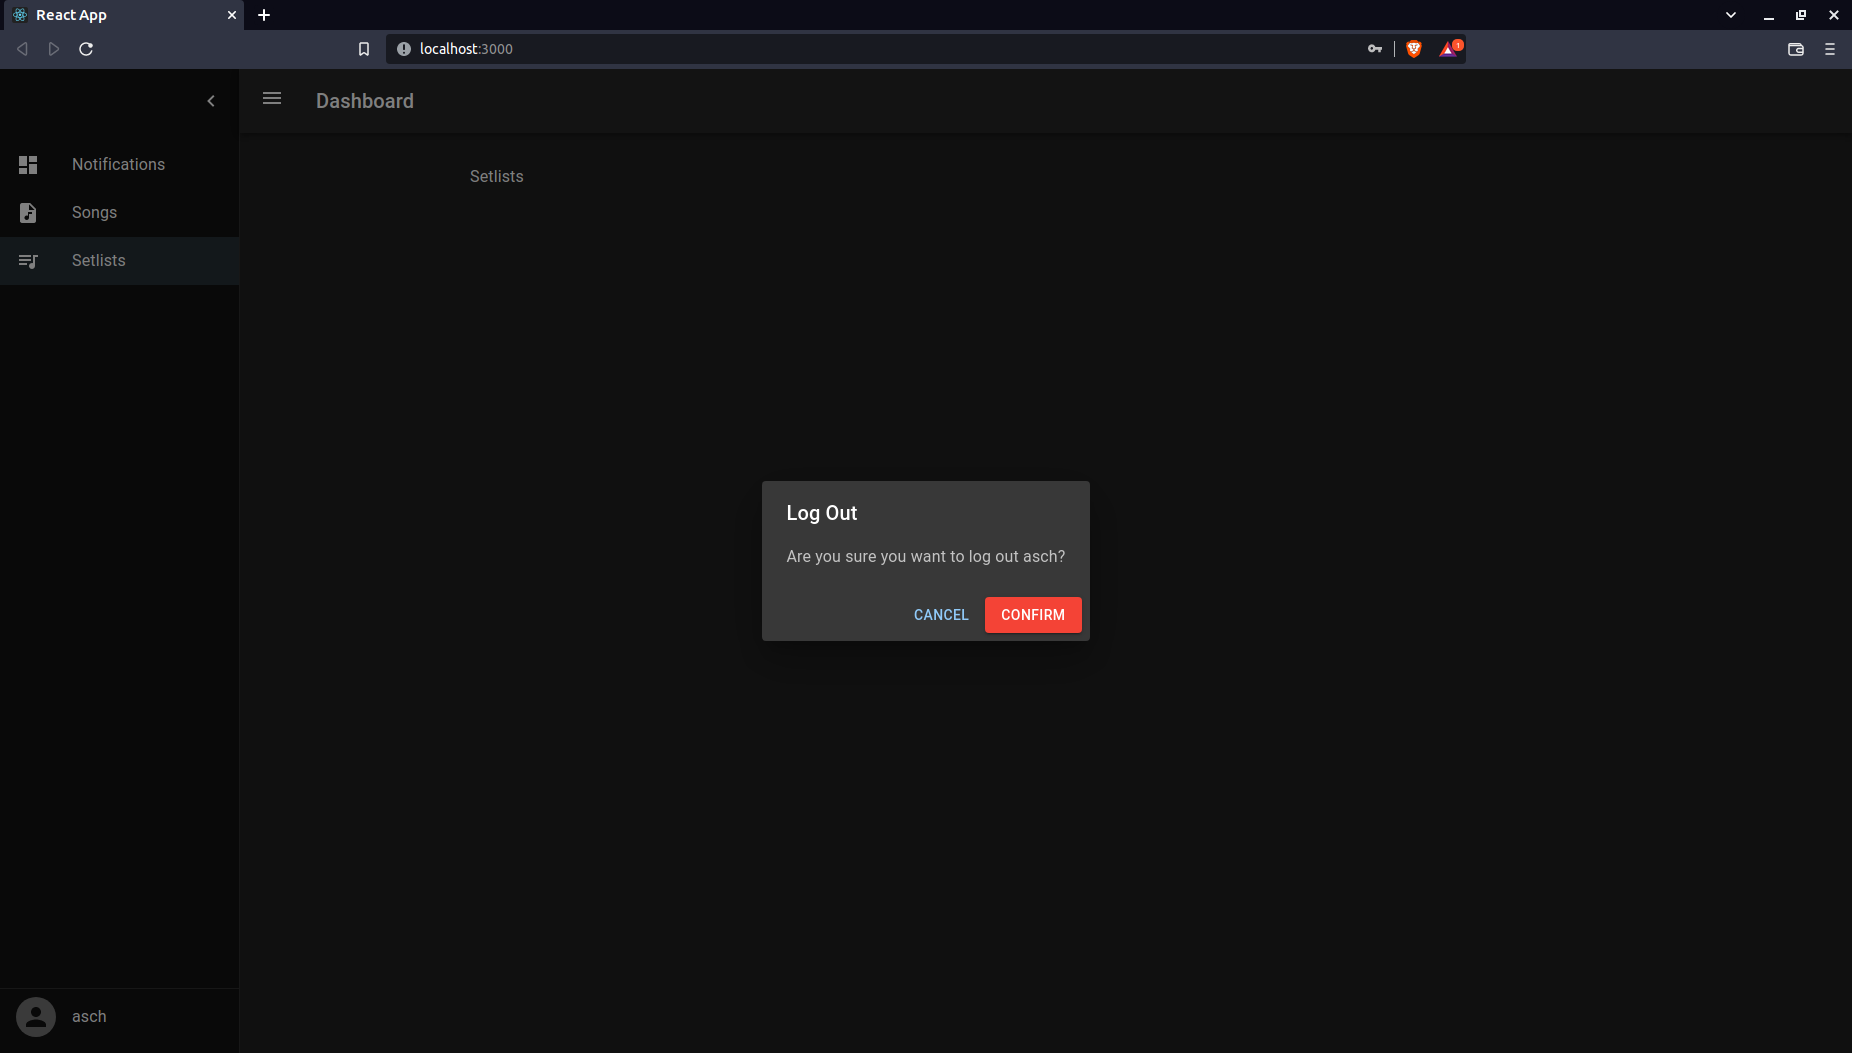 React App
localhost:3000
1
Dashboard
Notifications
Songs
Setlists
Setlists
Log Out
Are you sure you want to log out asch?
CANCEL CONFIRM
asch